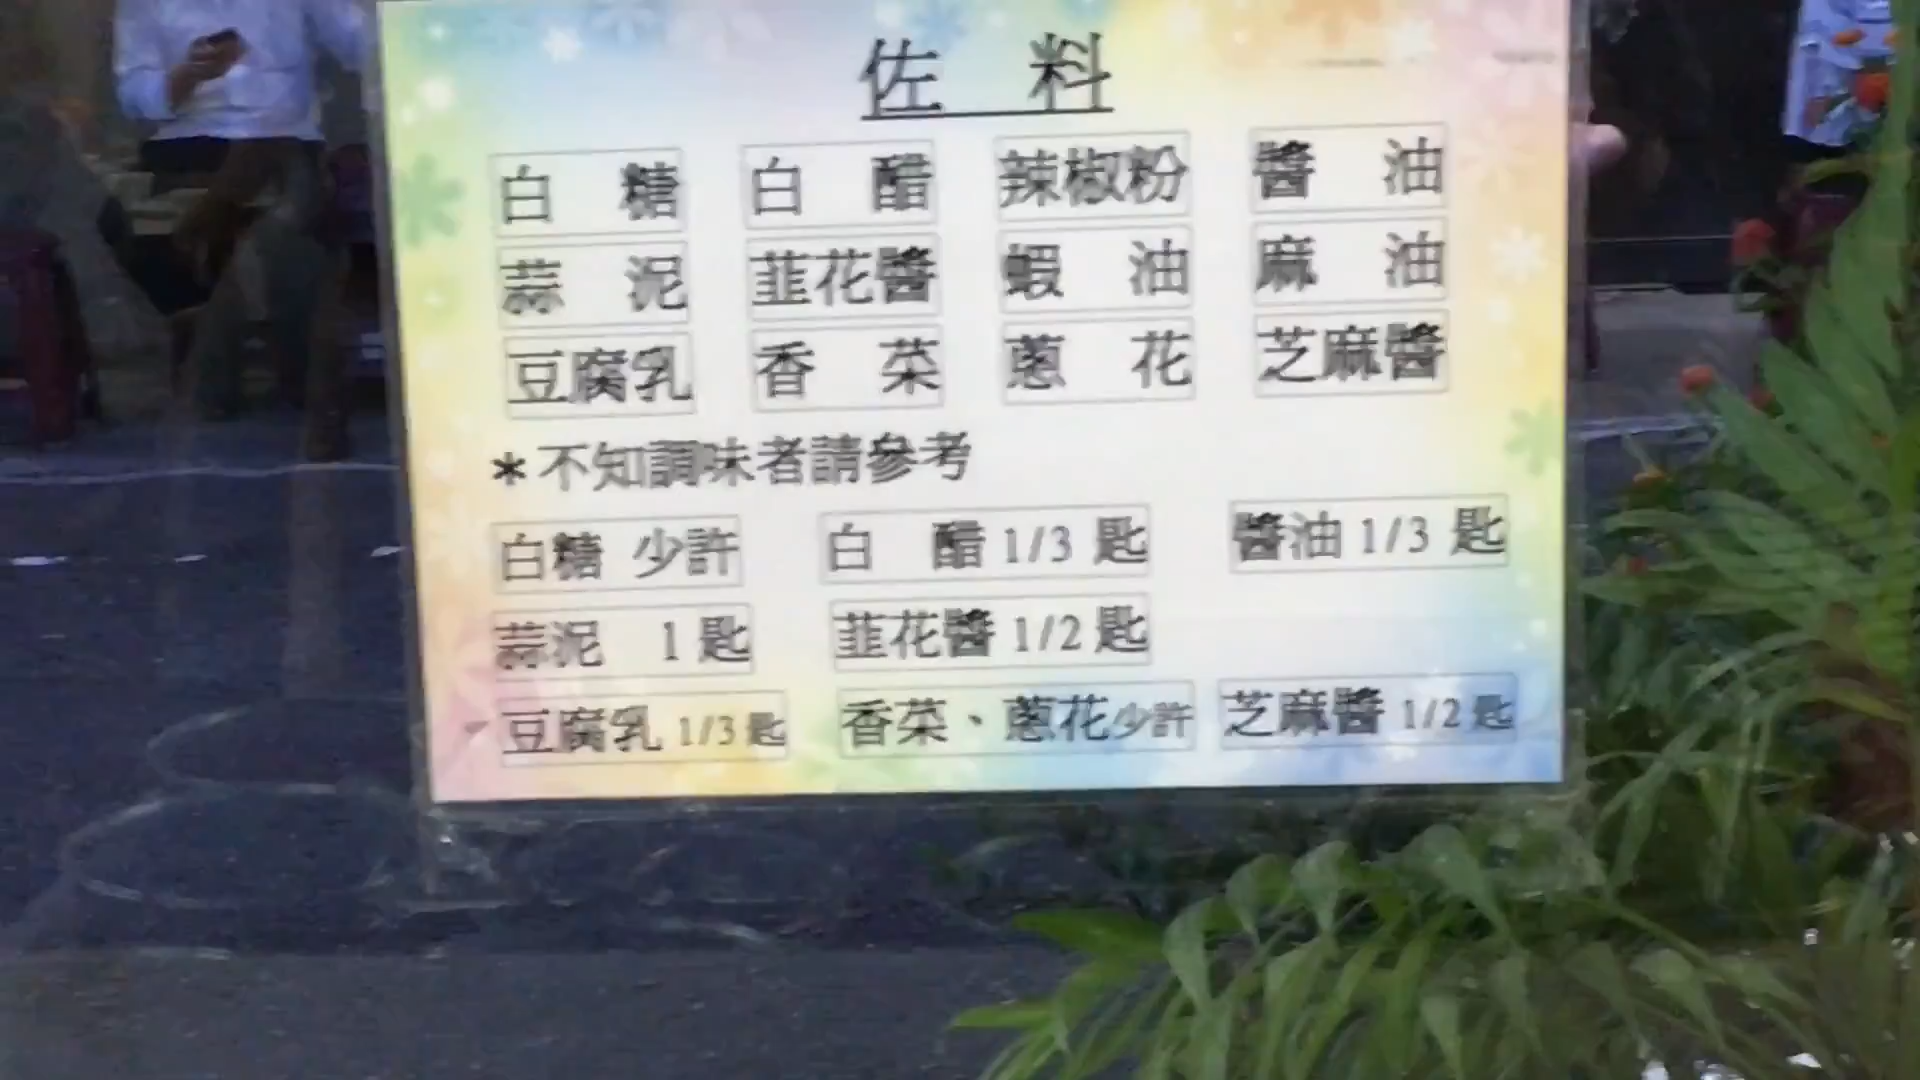 佐 料
白 糖 白 醋 辣椒粉 醬 油
蒜 泥 韮花醬 蝦 油 麻 油
豆腐乳 香 菜 蔥 花 芝麻醬
*不知調味者請參考
白糖 少許 白 醋 1/3 匙 醬油 1/3 匙
蒜泥 1 匙 韮花醬 1/2 匙
豆腐乳 1/3 匙 香菜、蔥花少許 芝麻醬 1/2 匙